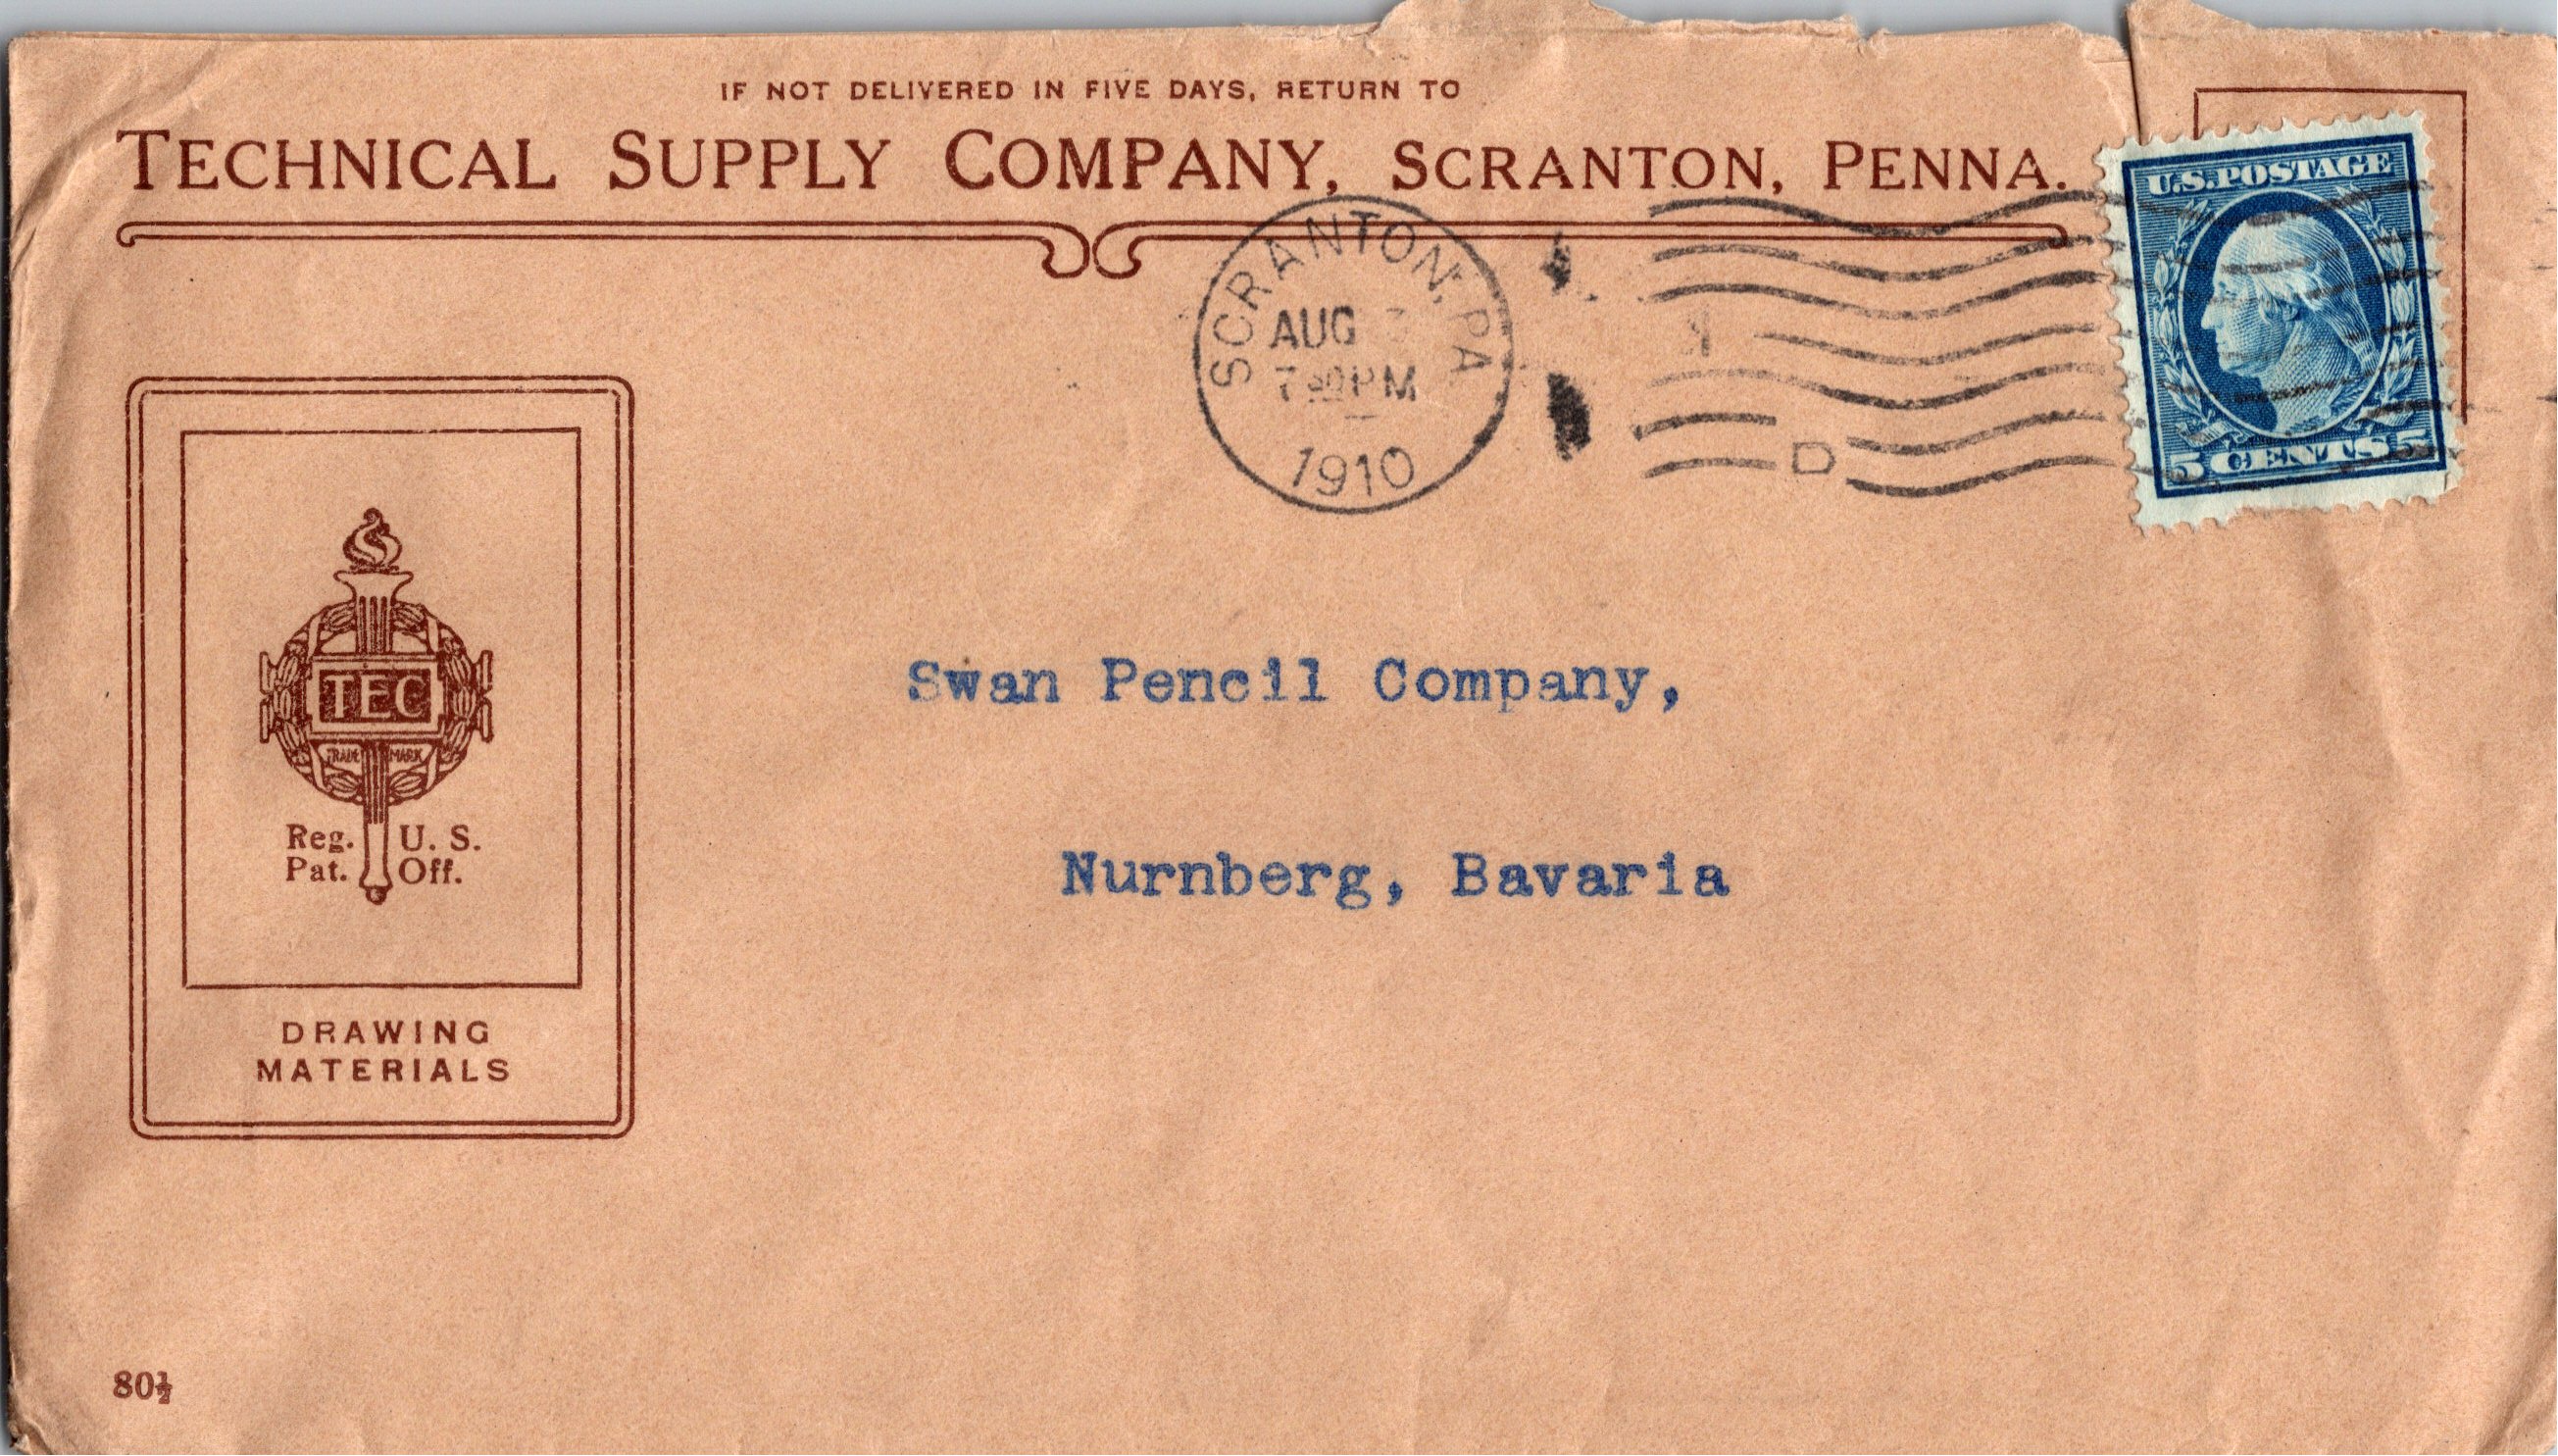 IF NOT DELIVERED IN FIVE DAYS, RETURN TO
TECHNICAL SUPPLY COMPANY, SCRANTON, PENNA.
U.S. POSTAGE
5 CENTS 5
SCRANTON, PA
AUG
PM
1910
D
TEC
TRADE MARK
Reg. U. S.
Pat. Off.
DRAWING
MATERIALS
Swan Pencil Company,
Nurnberg, Bavaria
80½